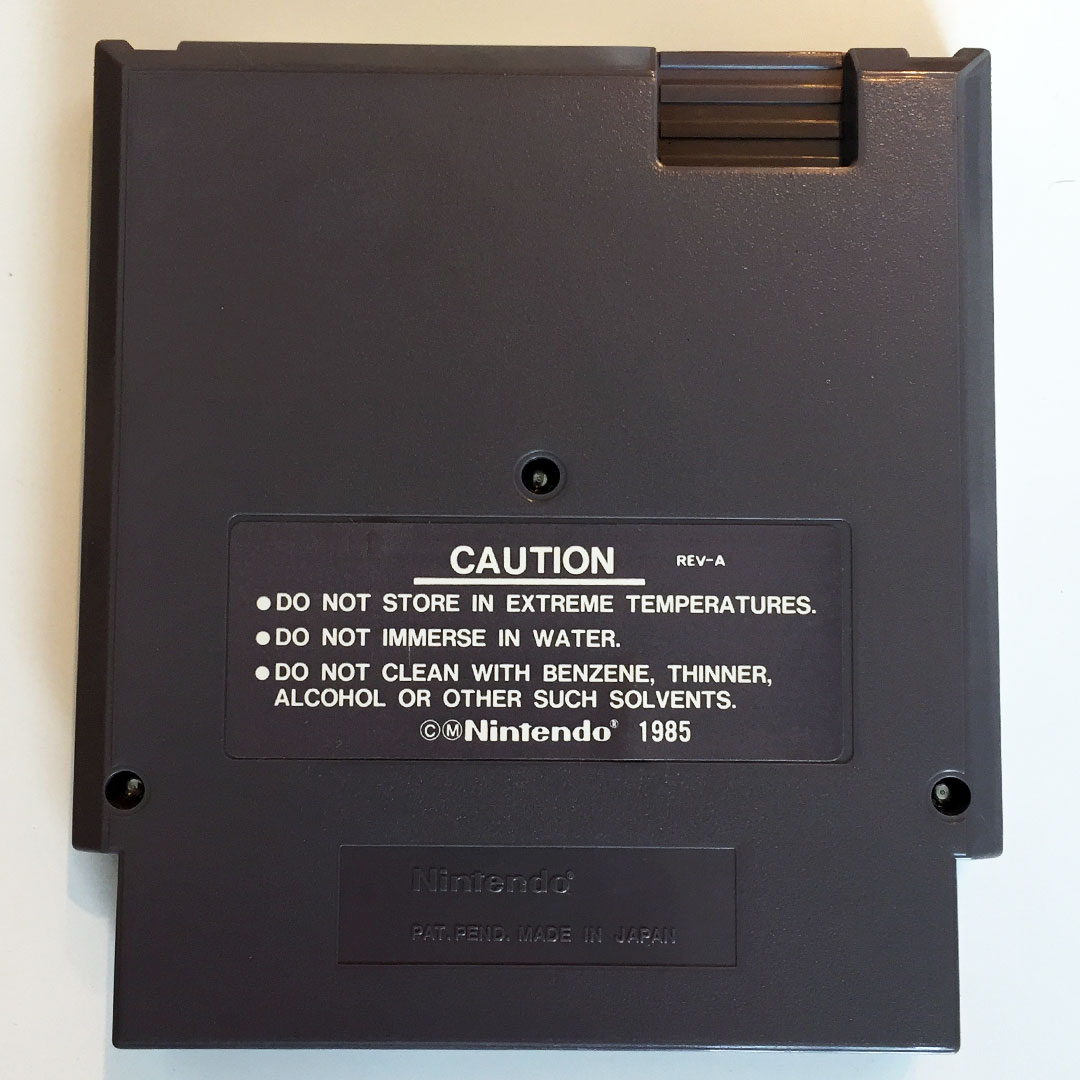 CAUTION REV-A
●DO NOT STORE IN EXTREME TEMPERATURES.
●DO NOT IMMERSE IN WATER.
●DO NOT CLEAN WITH BENZENE, THINNER,
ALCOHOL OR OTHER SUCH SOLVENTS.
ⒸⓂNintendo® 1985
Nintendo®
PAT. PEND. MADE IN JAPAN